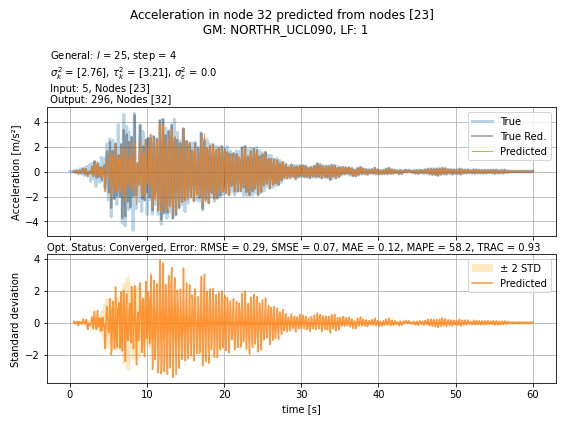 Acceleration in node 32 predicted from nodes [23]
GM: NORTHR_UCL090, LF: 1
General: l = 25, step = 4
σ²ₖ = [2.76], τ²ₖ = [3.21], σ²ε = 0.0
Input: 5, Nodes [23]
Output: 296, Nodes [32]
Acceleration [m/s²]
4
2
0
−2
−4
True
True Red.
Predicted
Opt. Status: Converged, Error: RMSE = 0.29, SMSE = 0.07, MAE = 0.12, MAPE = 58.2, TRAC = 0.93
Standard deviation
4
2
0
−2
± 2 STD
Predicted
0 10 20 30 40 50 60
time [s]